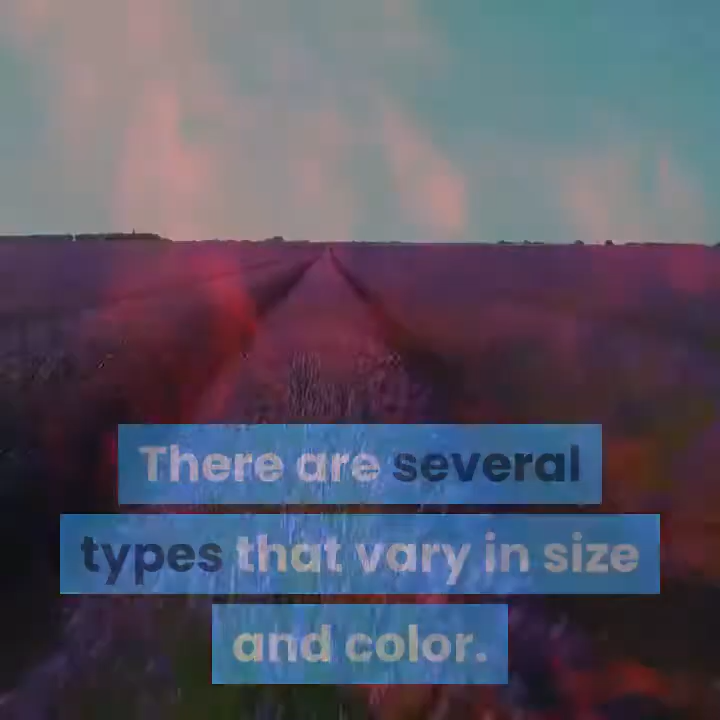 There are several
types that vary in size
and color.